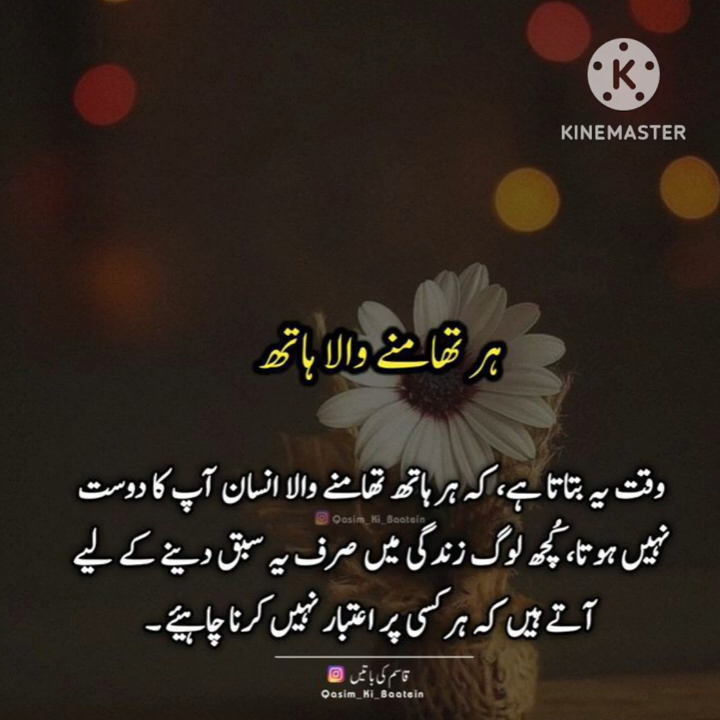 KINEMASTER
ہر تھامنے والا ہاتھ
وقت یہ بتاتا ہے، کہ ہر ہاتھ تھامنے والا انسان آپ کا دوست
Qasim_Ki_Baatein
نہیں ہوتا، کُچھ لوگ زندگی میں صرف یہ سبق دینے کے لیے
آتے ہیں کہ ہر کسی پر اعتبار نہیں کرنا چاہیئے۔
قاسم کی باتیں
Qasim_Ki_Baatein